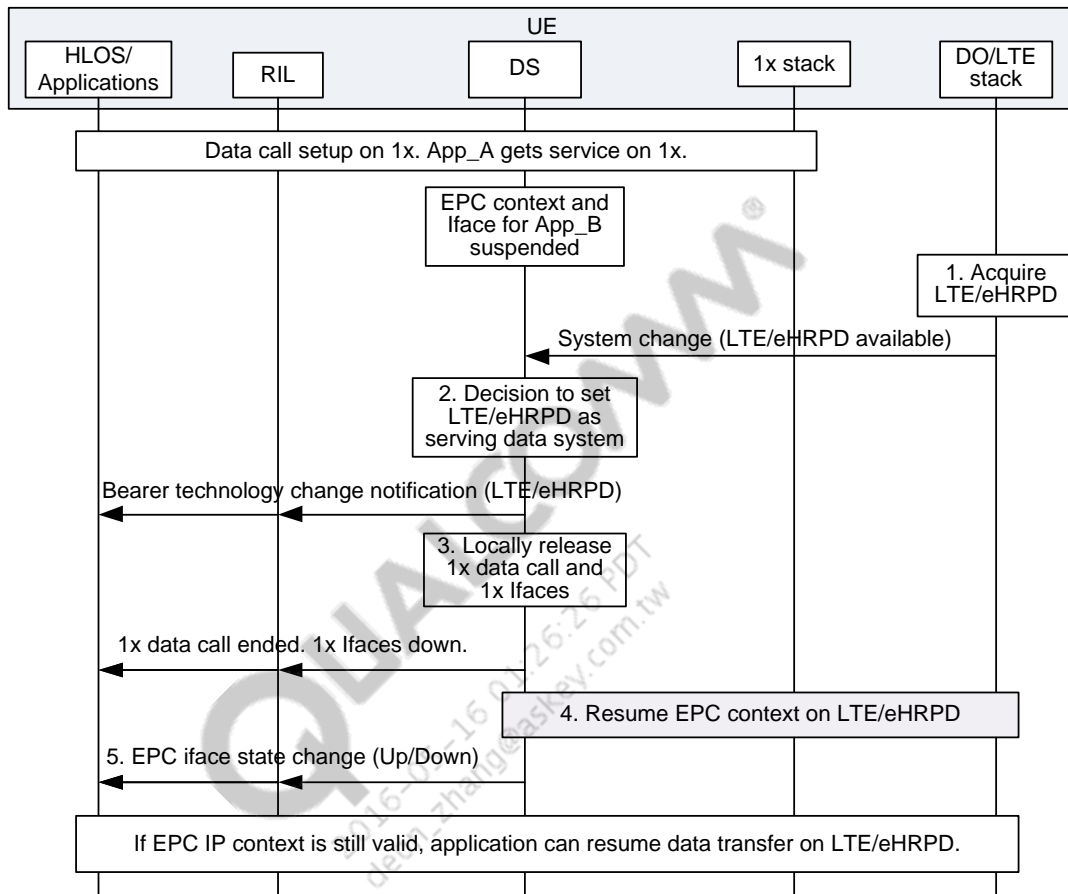 UE
HLOS/
Applications
RIL
DS
1x stack
DO/LTE
stack
Data call setup on 1x. App_A gets service on 1x.
EPC context and
Iface for App_B
suspended
1. Acquire
LTE/eHRPD
System change (LTE/eHRPD available)
2. Decision to set
LTE/eHRPD as
serving data system
Bearer technology change notification (LTE/eHRPD)
3. Locally release
1x data call and
1x Ifaces
1x data call ended. 1x Ifaces down.
4. Resume EPC context on LTE/eHRPD
5. EPC iface state change (Up/Down)
If EPC IP context is still valid, application can resume data transfer on LTE/eHRPD.
QUALCOMM®
01:26:26 PDT